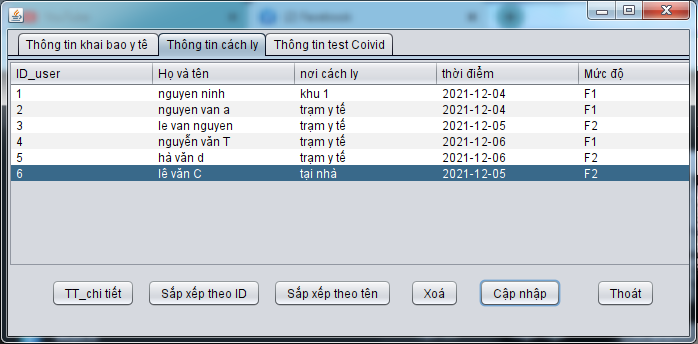 Thông tin khai bao y tê Thông tin cách ly Thông tin test Coivid
ID_user Họ và tên nơi cách ly thời điểm Mức độ
1 nguyen ninh khu 1 2021-12-04 F1
2 nguyen van a trạm y tế 2021-12-04 F1
3 le van nguyen trạm y tế 2021-12-05 F2
4 nguyễn văn T trạm y tế 2021-12-06 F1
5 hà văn d trạm y tế 2021-12-06 F2
6 lê văn C tại nhà 2021-12-05 F2
TT_chi tiết Sắp xếp theo ID Sắp xếp theo tên Xoá Cập nhập Thoát